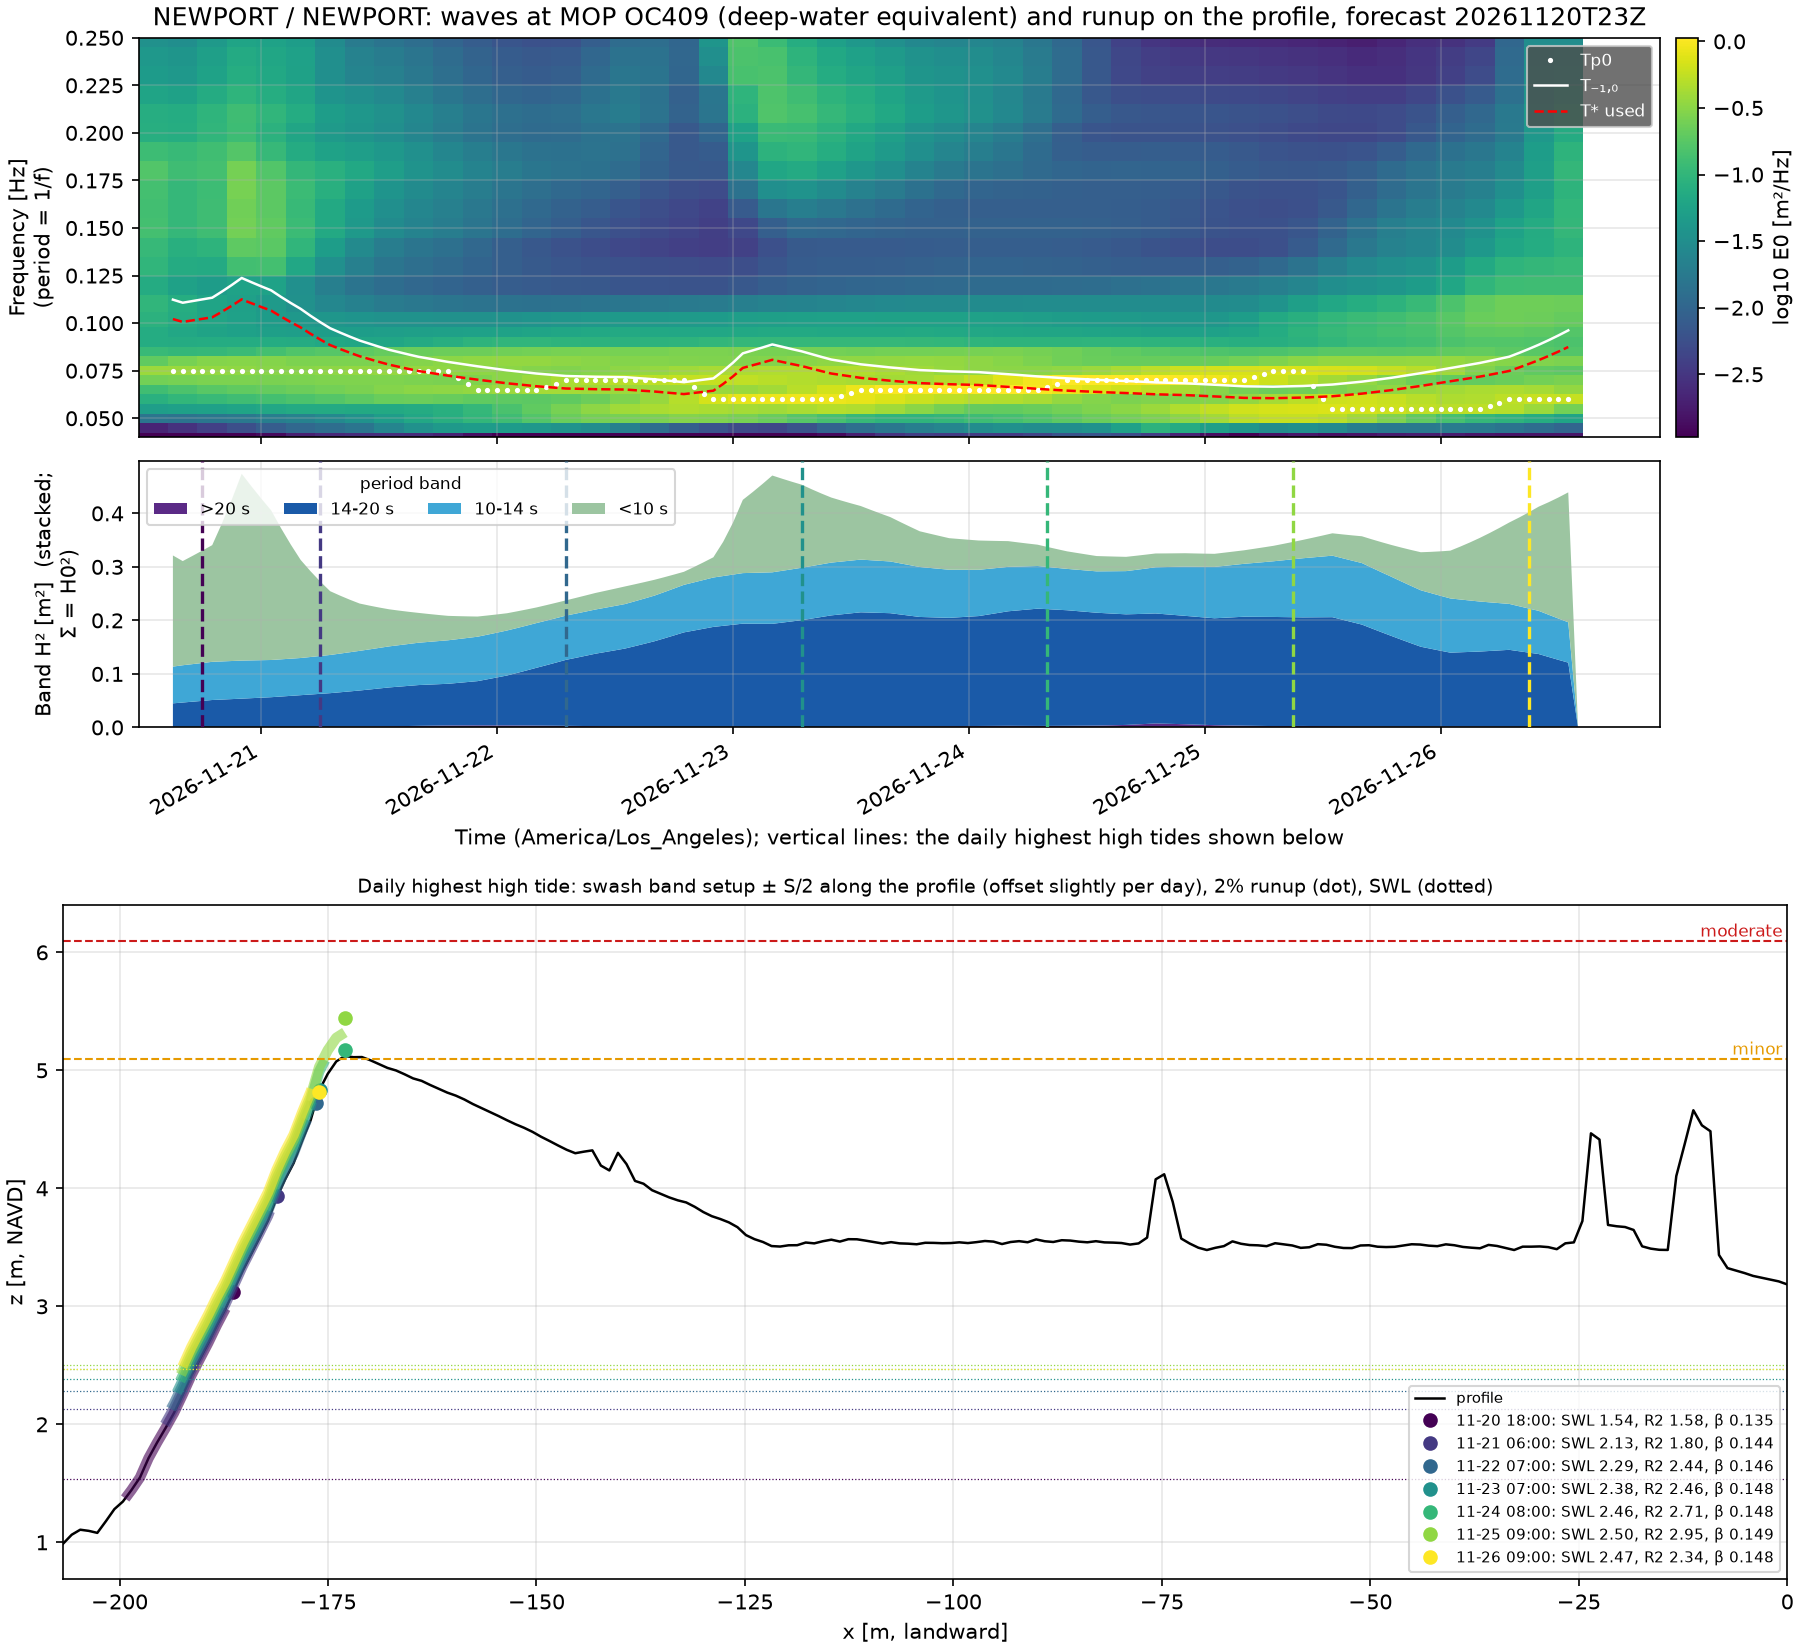 NEWPORT / NEWPORT: waves at MOP OC409 (deep-water equivalent) and runup on the profile, forecast 20261120T23Z
Frequency [Hz]
(period = 1/f)
0.250
0.225
0.200
0.175
0.150
0.125
0.100
0.075
0.050
Tp0
T₋₁,₀
T* used
0.0
−0.5
−1.0
−1.5
−2.0
−2.5
log10 E0 [m²/Hz]
Band H² [m²]  (stacked;
Σ = H0²)
0.4
0.3
0.2
0.1
0.0
period band
>20 s
14-20 s
10-14 s
<10 s
2026-11-21
2026-11-22
2026-11-23
2026-11-24
2026-11-25
2026-11-26
Time (America/Los_Angeles); vertical lines: the daily highest high tides shown below
Daily highest high tide: swash band setup ± S/2 along the profile (offset slightly per day), 2% runup (dot), SWL (dotted)
z [m, NAVD]
6
5
4
3
2
1
moderate
minor
profile
11-20 18:00: SWL 1.54, R2 1.58, β 0.135
11-21 06:00: SWL 2.13, R2 1.80, β 0.144
11-22 07:00: SWL 2.29, R2 2.44, β 0.146
11-23 07:00: SWL 2.38, R2 2.46, β 0.148
11-24 08:00: SWL 2.46, R2 2.71, β 0.148
11-25 09:00: SWL 2.50, R2 2.95, β 0.149
11-26 09:00: SWL 2.47, R2 2.34, β 0.148
−200
−175
−150
−125
−100
−75
−50
−25
0
x [m, landward]